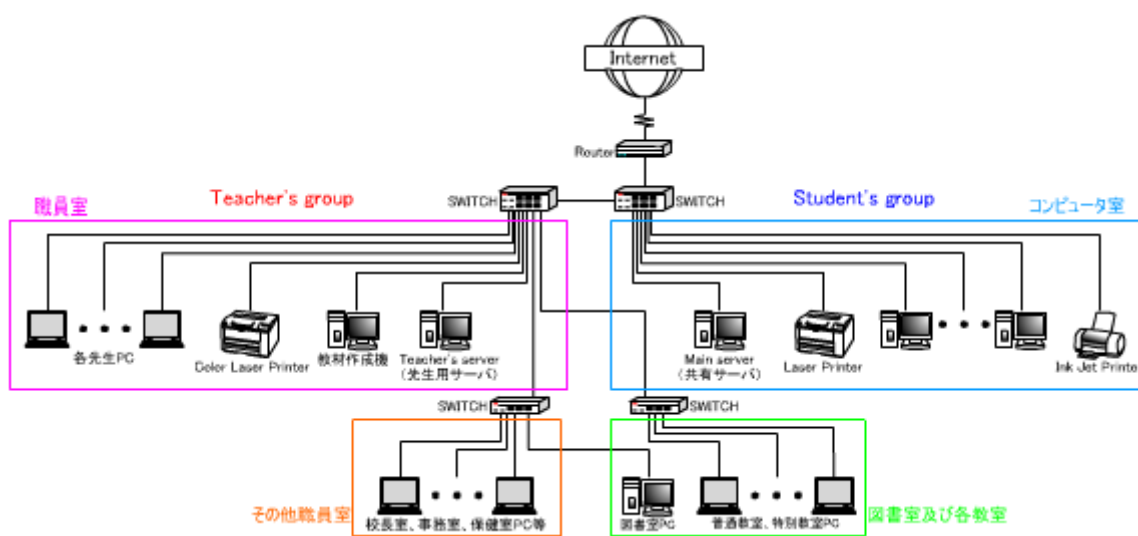 Internet
Router
職員室
Teacher's group
SWITCH
SWITCH
Student's group
コンピュータ室
各先生PC
Color Laser Printer
教材作成機
Teacher's server
(先生用サーバ)
Main server
(共有サーバ)
Laser Printer
Ink Jet Printer
SWITCH
SWITCH
その他職員室
校長室、事務室、保健室PC等
図書室PC
普通教室、特別教室PC
図書室及び各教室